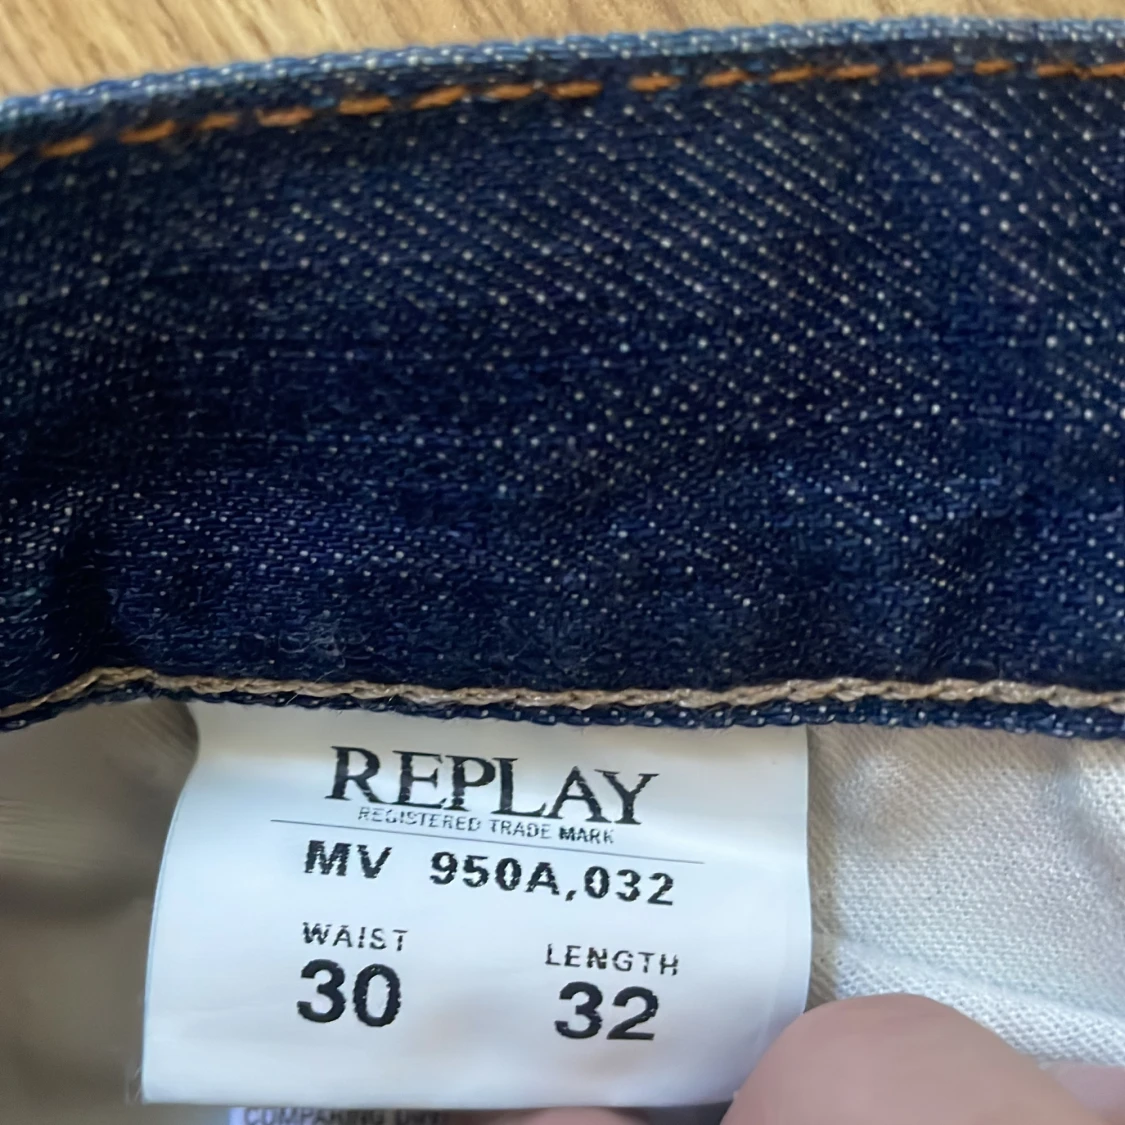 REPLAY
REGISTERED TRADE MARK
MV 950A,032
WAIST LENGTH
30 32